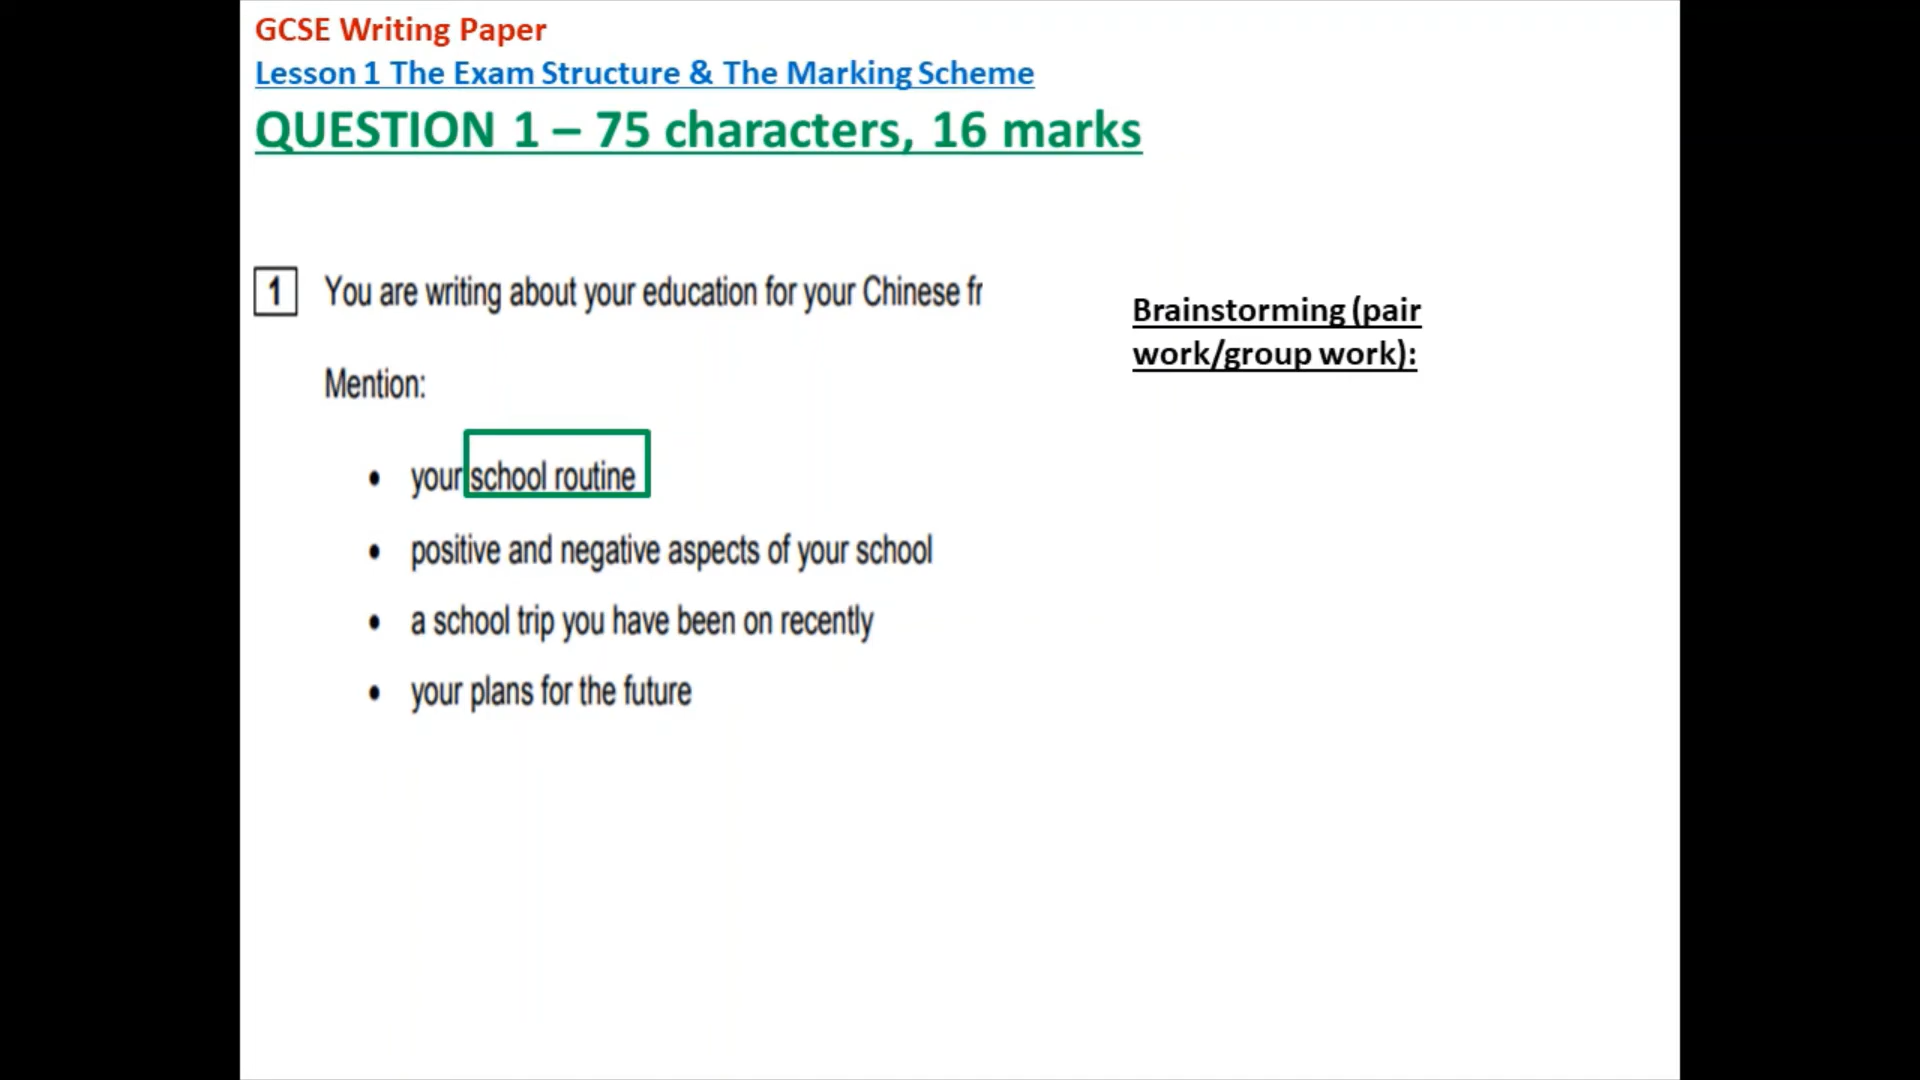 GCSE Writing Paper
Lesson 1 The Exam Structure & The Marking Scheme
QUESTION 1 – 75 characters, 16 marks
1 You are writing about your education for your Chinese fr
Mention:
• your school routine
• positive and negative aspects of your school
• a school trip you have been on recently
• your plans for the future
Brainstorming (pair
work/group work):